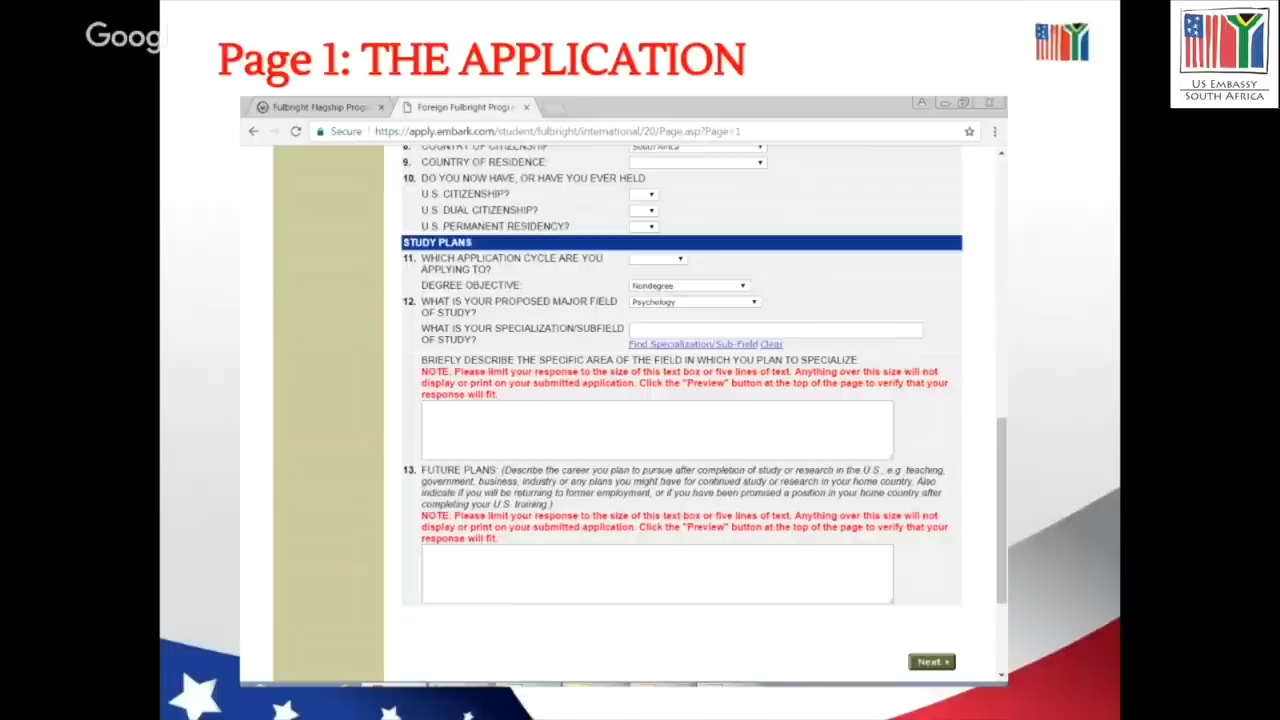 Goog
Page 1: THE APPLICATION
US EMBASSY
SOUTH AFRICA
Fulbright Flagship Prog
Foreign Fulbright Progr
Secure https://apply.embark.com/student/fulbright/international/20/Page.asp?Page=1
8. COUNTRY OF CITIZENSHIP South Africa
9. COUNTRY OF RESIDENCE:
10. DO YOU NOW HAVE, OR HAVE YOU EVER HELD
U.S. CITIZENSHIP?
U.S. DUAL CITIZENSHIP?
U.S. PERMANENT RESIDENCY?
STUDY PLANS
11. WHICH APPLICATION CYCLE ARE YOU
APPLYING TO?
DEGREE OBJECTIVE: Nondegree
12. WHAT IS YOUR PROPOSED MAJOR FIELD Psychology
OF STUDY?
WHAT IS YOUR SPECIALIZATION/SUBFIELD
OF STUDY?
Find Specialization/Sub-Field Clear
BRIEFLY DESCRIBE THE SPECIFIC AREA OF THE FIELD IN WHICH YOU PLAN TO SPECIALIZE
NOTE. Please limit your response to the size of this text box or five lines of text. Anything over this size will not
display or print on your submitted application. Click the "Preview" button at the top of the page to verify that your
response will fit.
13. FUTURE PLANS: (Describe the career you plan to pursue after completion of study or research in the U.S., e.g teaching,
government, business, industry or any plans you might have for continued study or research in your home country. Also
indicate if you will be returning to former employment, or if you have been promised a position in your home country after
completing your U.S. training.)
NOTE. Please limit your response to the size of this text box or five lines of text. Anything over this size will not
display or print on your submitted application. Click the "Preview" button at the top of the page to verify that your
response will fit.
Next